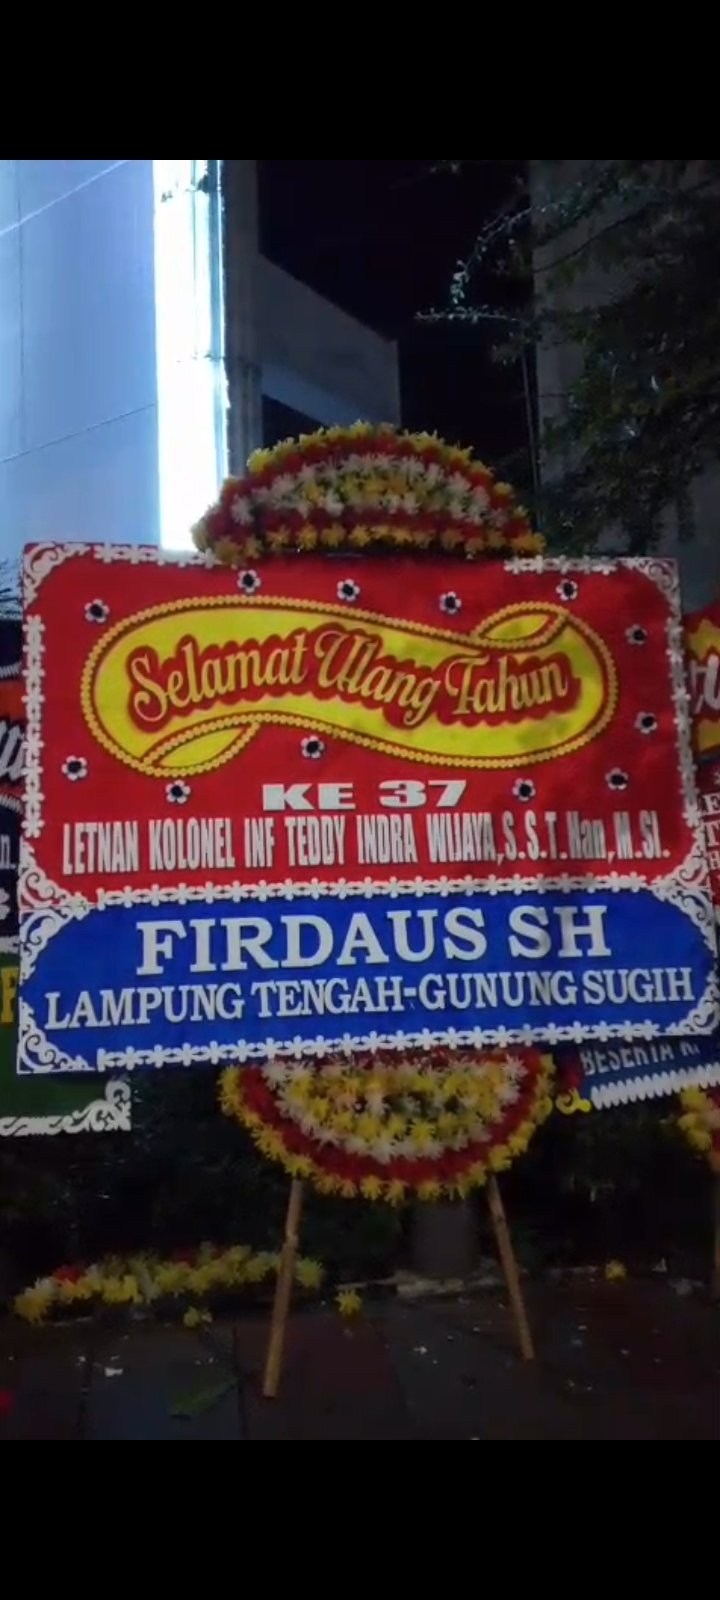 Selamat Ulang Tahun
KE 37
LETNAN KOLONEL INF TEDDY INDRA WIJAYA,S.S.T.Han,M.SI.
FIRDAUS SH
LAMPUNG TENGAH-GUNUNG SUGIH
BESERTA